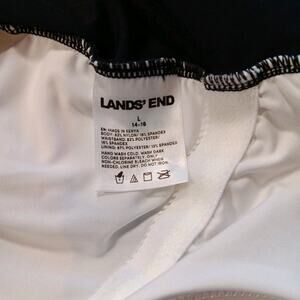 LANDS' END
L
14-16
EN: MADE IN KENYA
BODY: 82% NYLON/ 18% SPANDEX
WAISTBAND: 82% POLYESTER/
18% SPANDEX
LINING: 87% POLYESTER/ 13% SPANDEX
HAND WASH COLD. WASH DARK
COLORS SEPARATELY. ONLY
NON-CHLORINE BLEACH WHEN
NEEDED. LINE DRY. DO NOT IRON.